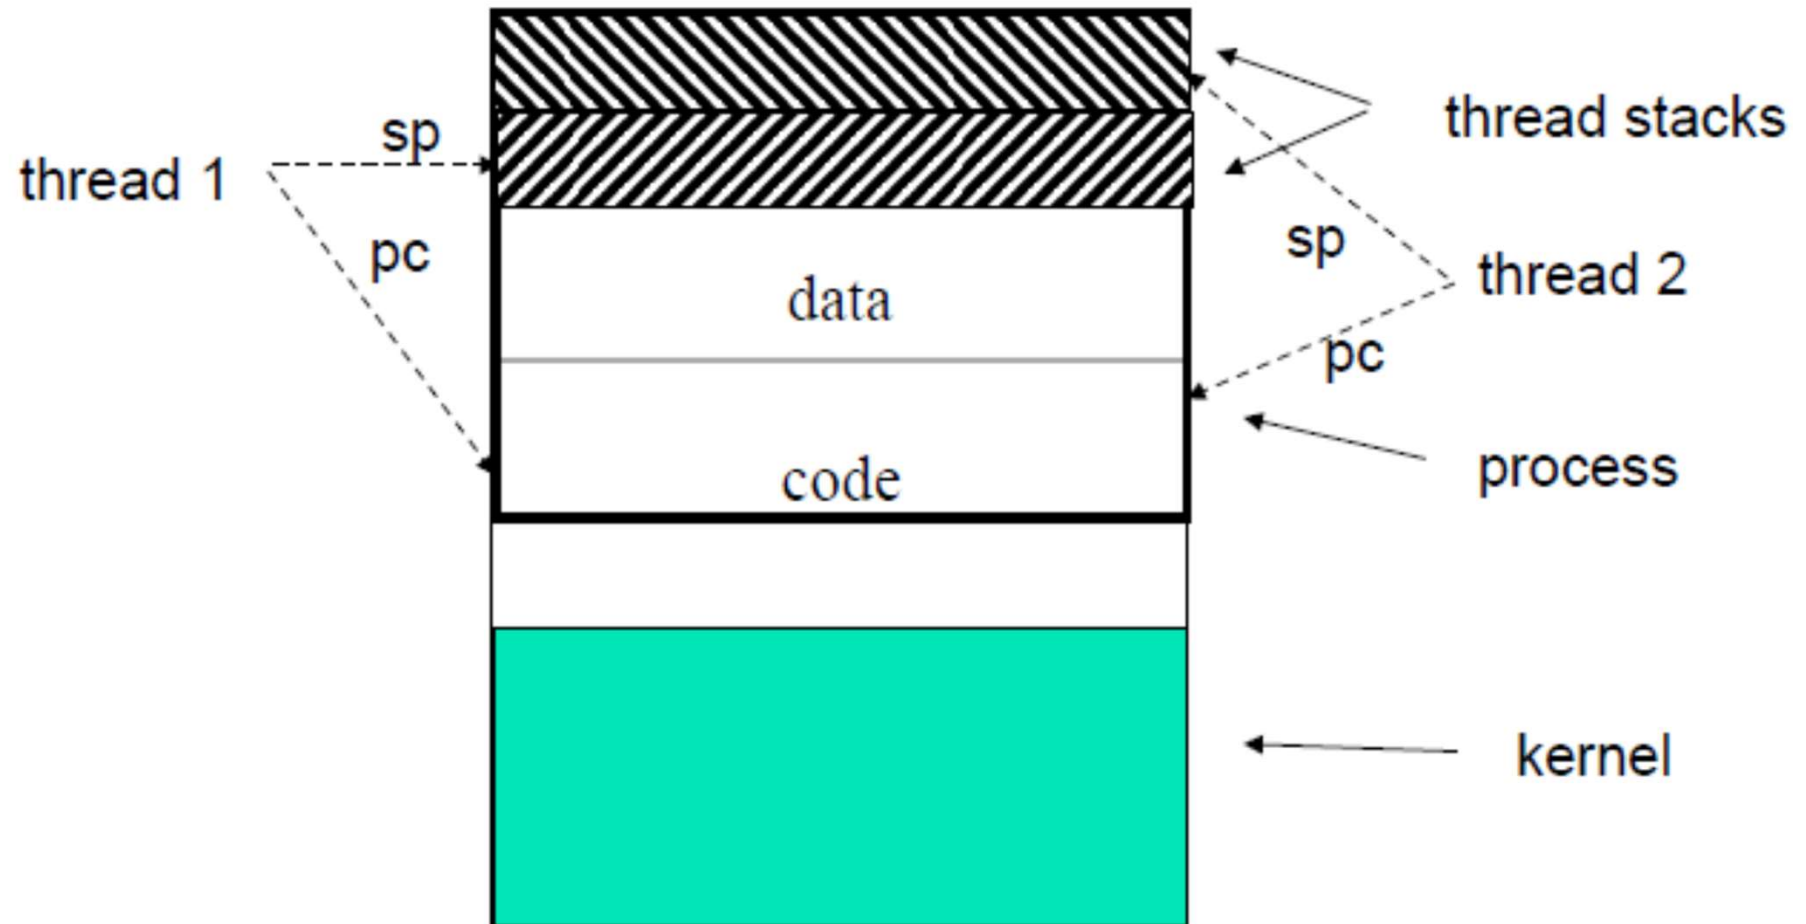 thread stacks
sp
thread 1
sp
pc
thread 2
data
pc
process
code
kernel